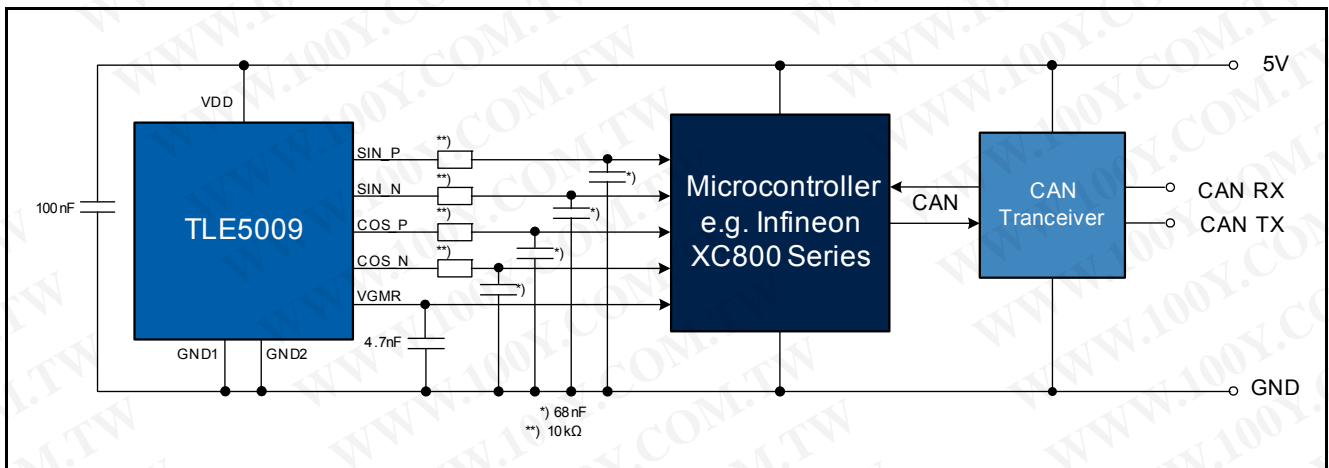 5V
VDD
**)
SIN_P
*)
**)
SIN_N
*)
100nF
TLE5009
**)
COS_P
*)
**)
COS_N
*)
VGMR
4.7nF
GND1
GND2
Microcontroller
e.g. Infineon
XC800 Series
CAN
CAN
Tranceiver
CAN RX
CAN TX
GND
*) 68nF
**) 10kΩ
WWW.100Y.COM.TW